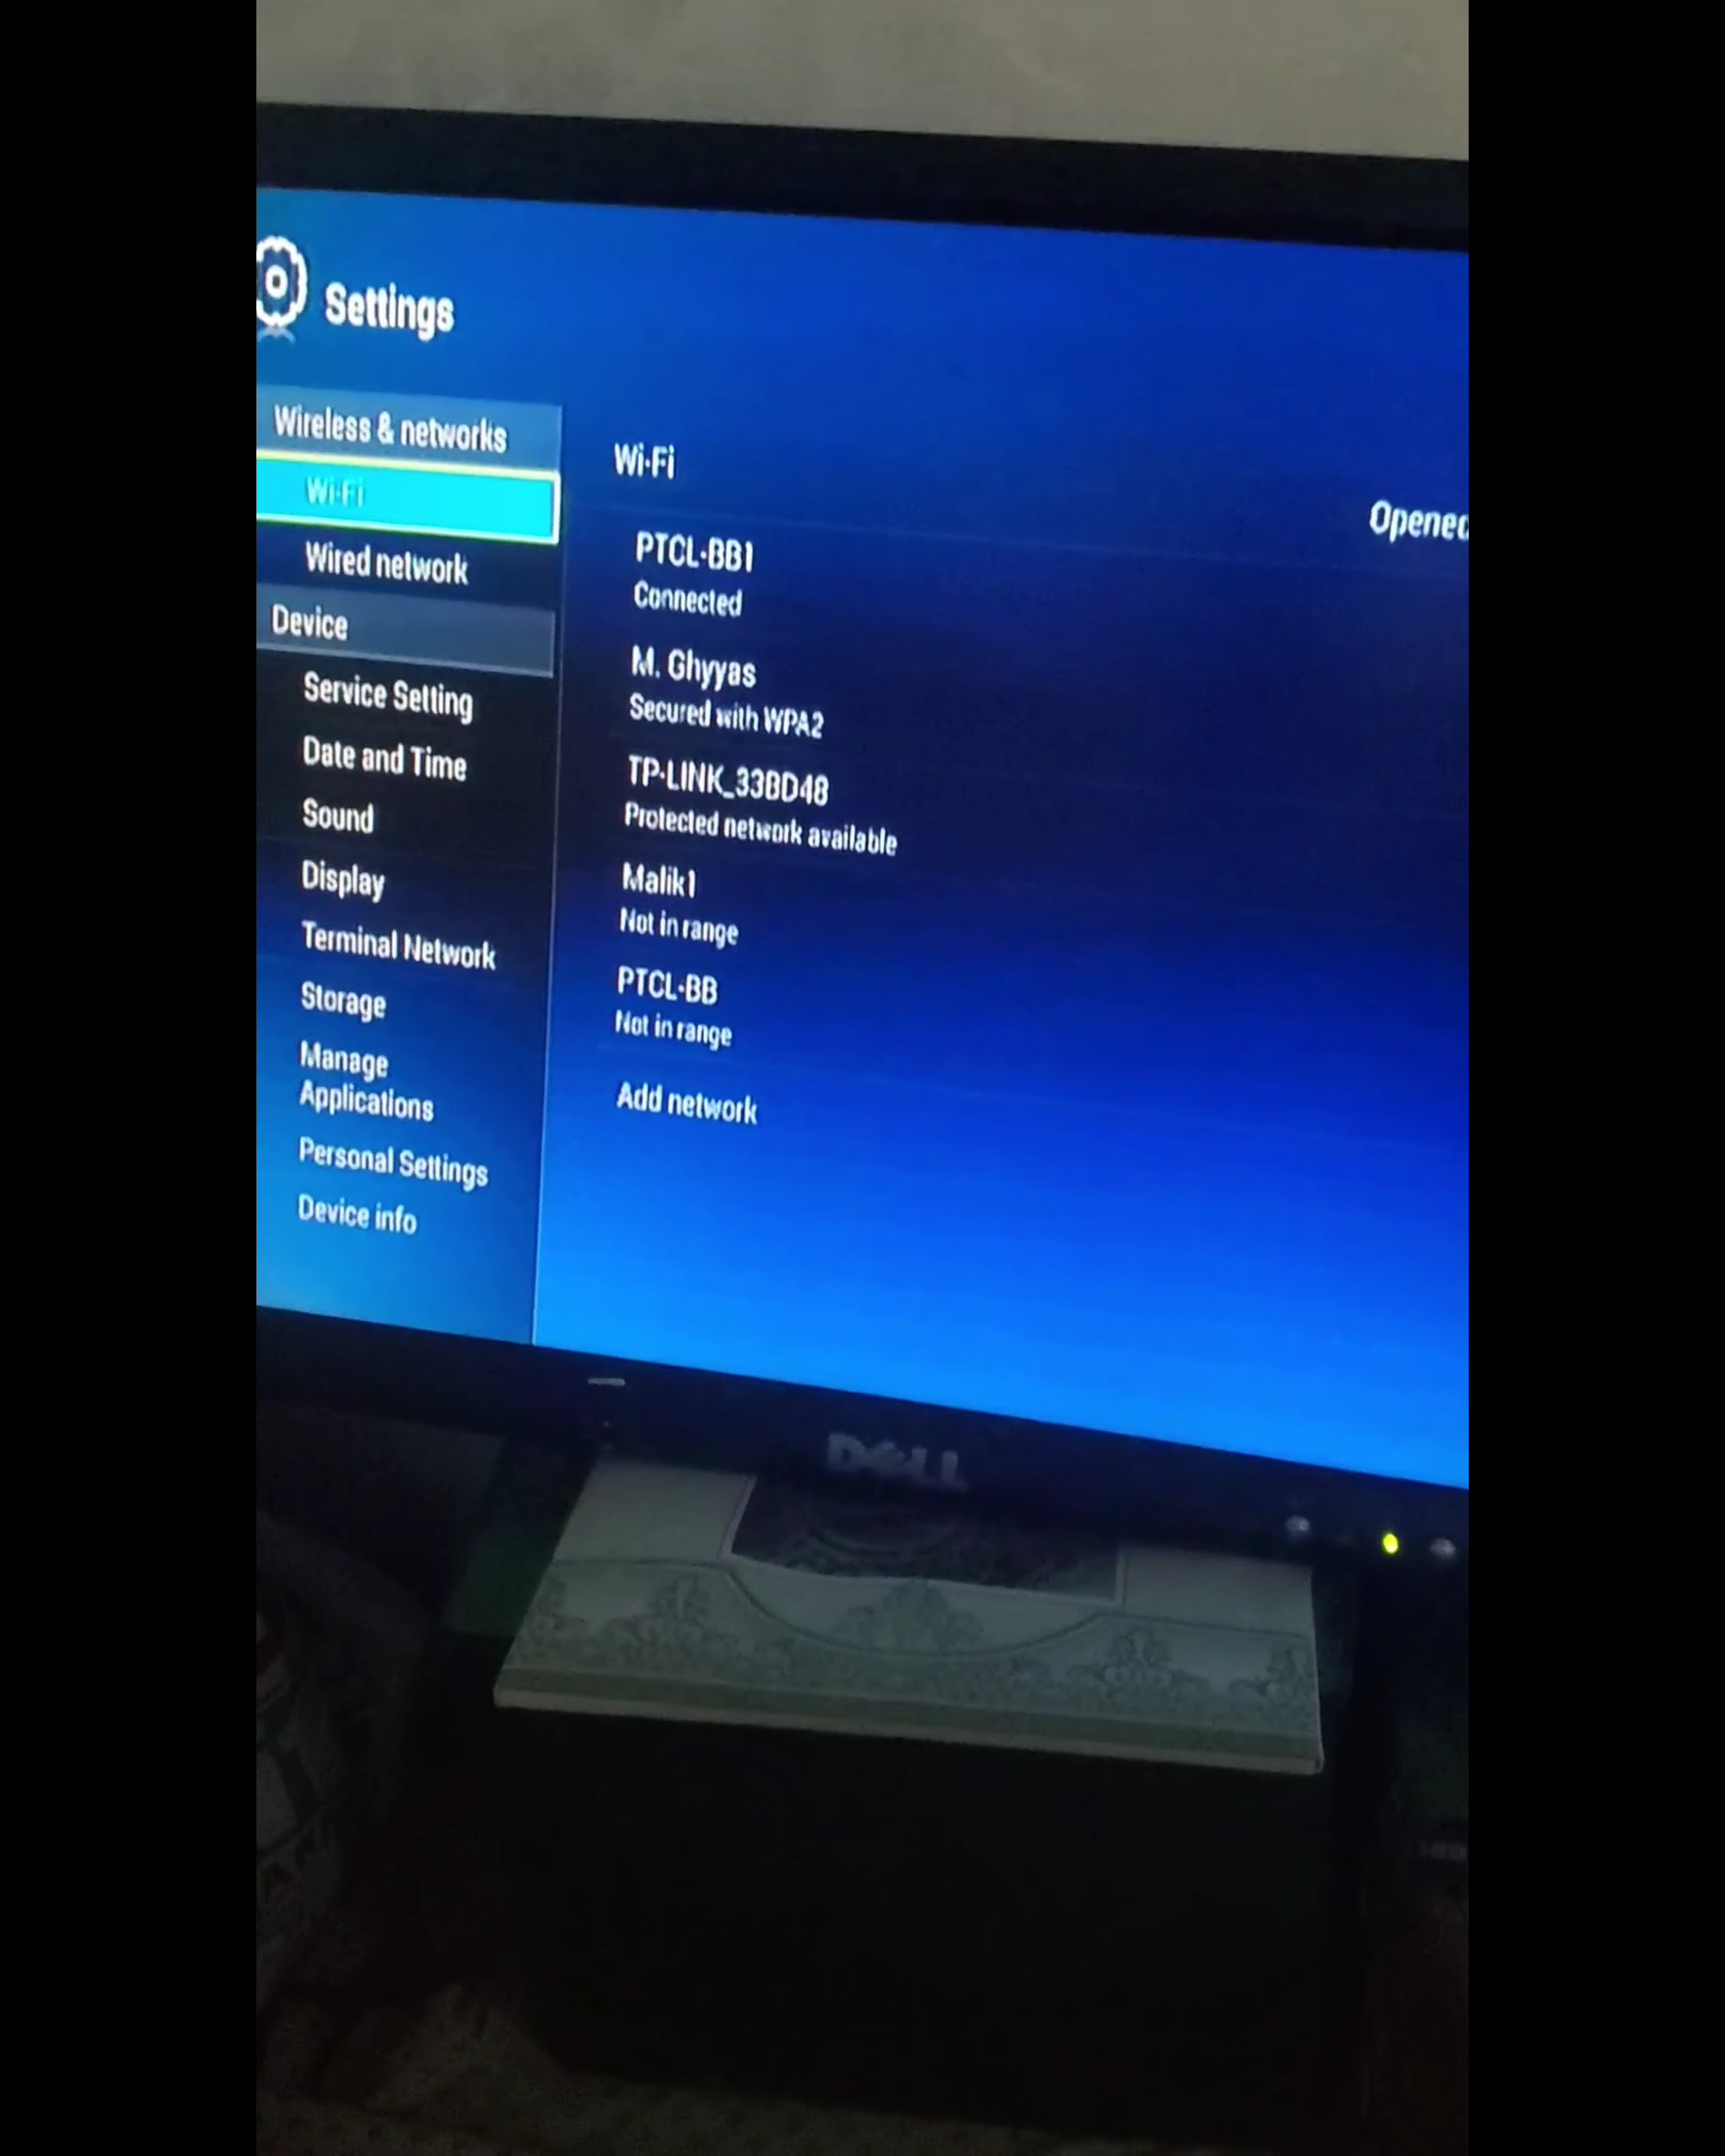 Settings
Wireless & networks
Wi-Fi
Wired network
Device
Service Setting
Date and Time
Sound
Display
Terminal Network
Storage
Manage
Applications
Personal Settings
Device info
Wi-Fi
Opened
PTCL-BB1
Connected
M. Ghyyas
Secured with WPA2
TP-LINK_33BD48
Protected network available
Malik1
Not in range
PTCL-BB
Not in range
Add network
DELL